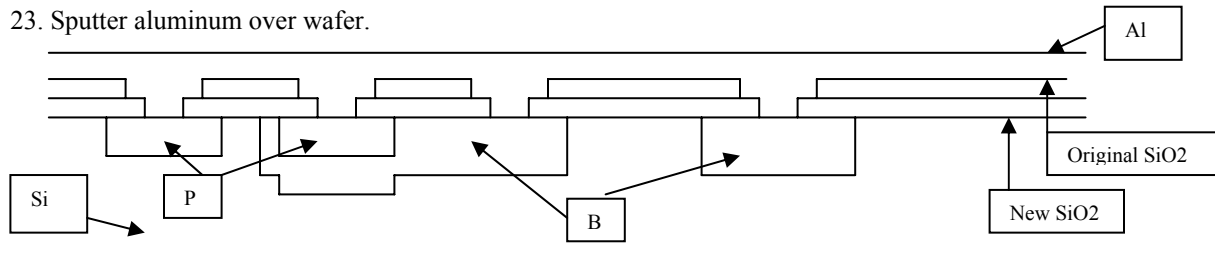 23. Sputter aluminum over wafer.
Al
Original SiO2
Si
P
B
New SiO2